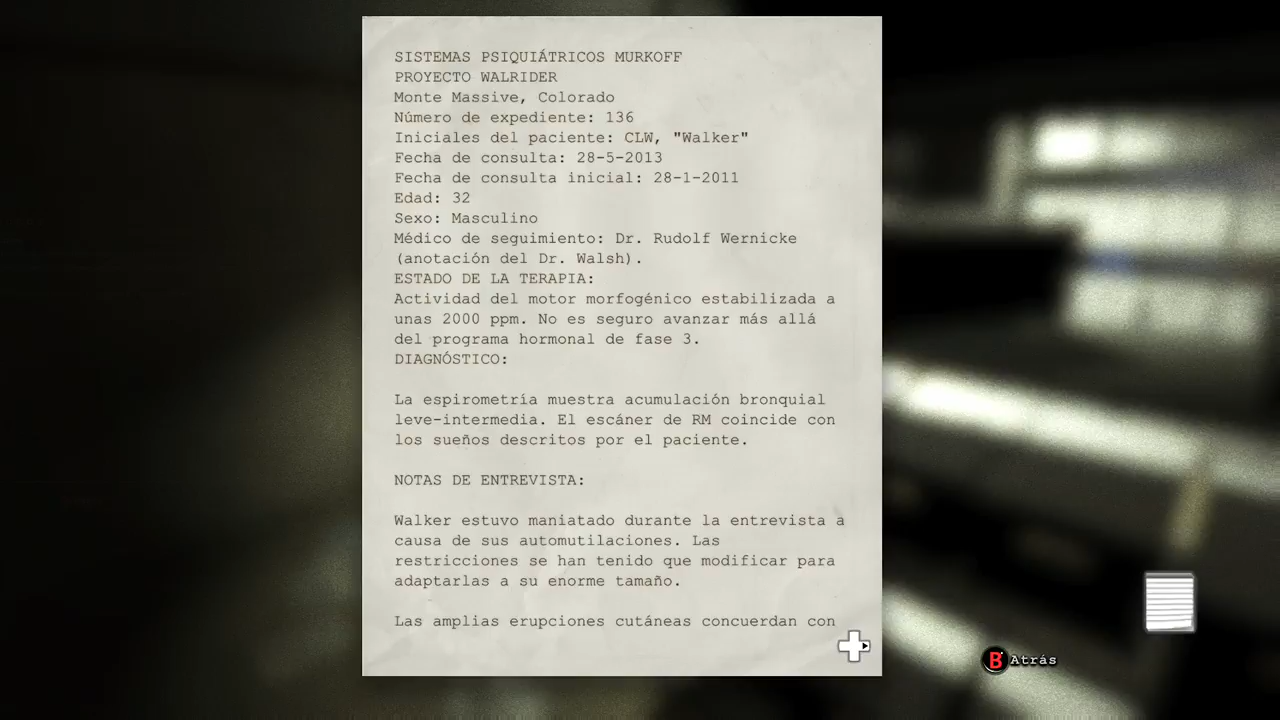 SISTEMAS PSIQUIÁTRICOS MURKOFF
PROYECTO WALRIDER
Monte Massive, Colorado
Número de expediente: 136
Iniciales del paciente: CLW, "Walker"
Fecha de consulta: 28-5-2013
Fecha de consulta inicial: 28-1-2011
Edad: 32
Sexo: Masculino
Médico de seguimiento: Dr. Rudolf Wernicke
(anotación del Dr. Walsh).
ESTADO DE LA TERAPIA:
Actividad del motor morfogénico estabilizada a
unas 2000 ppm. No es seguro avanzar más allá
del programa hormonal de fase 3.
DIAGNÓSTICO:
La espirometría muestra acumulación bronquial
leve-intermedia. El escáner de RM coincide con
los sueños descritos por el paciente.
NOTAS DE ENTREVISTA:
Walker estuvo maniatado durante la entrevista a
causa de sus automutilaciones. Las
restricciones se han tenido que modificar para
adaptarlas a su enorme tamaño.
Las amplias erupciones cutáneas concuerdan con
B Atrás